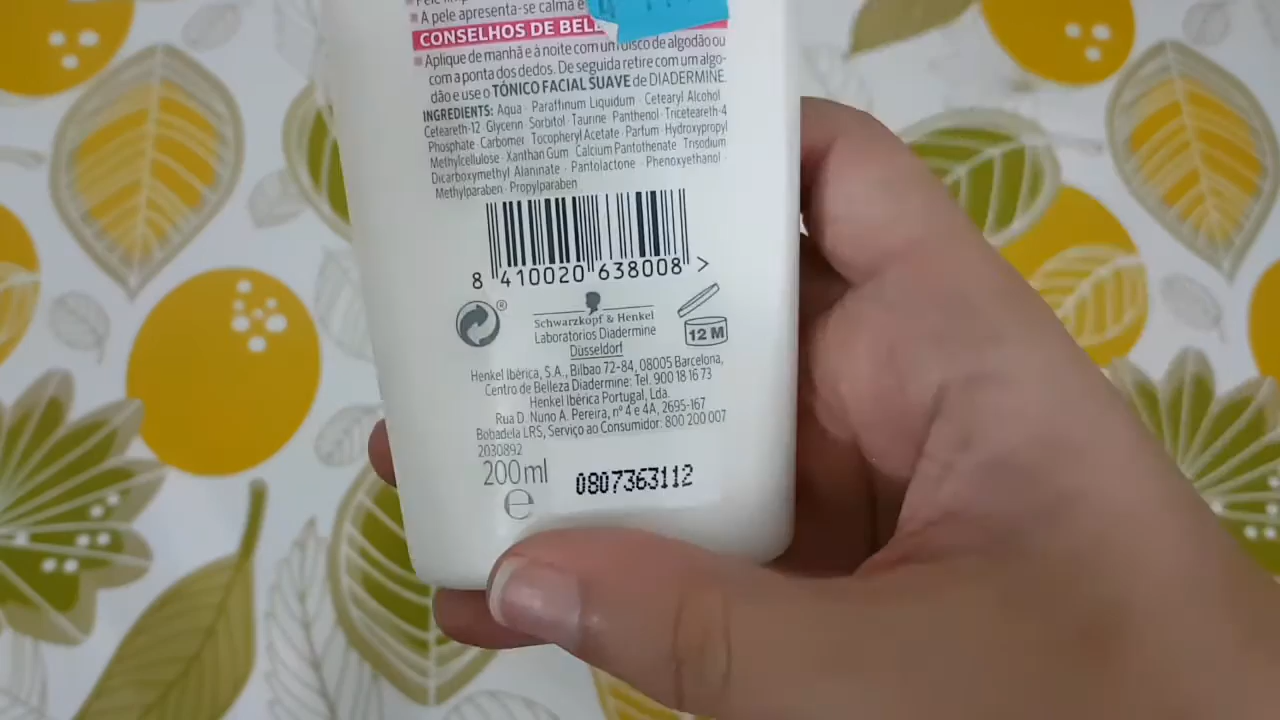 A pele apresenta-se calma e
CONSELHOS DE
Aplique de manhã e à noite com um disco de algodão ou
com a ponta dos dedos. De seguida retire com um algo-
dão e use o TÓNICO FACIAL SUAVE de DIADERMINE.
INGREDIENTS: Aqua · Paraffinum Liquidum · Cetearyl Alcohol
Ceteareth-12 · Glycerin · Sorbitol · Taurine · Panthenol · Triceteareth-4
Phosphate · Carbomer · Tocopheryl Acetate · Parfum · Hydroxypropyl
Methylcellulose · Xanthan Gum · Calcium Pantothenate · Trisodium
Dicarboxymethyl Alaninate · Pantolactone · Phenoxyethanol ·
Methylparaben · Propylparaben
8 410020 638008 >
®
Schwarzkopf & Henkel
Laboratorios Diadermine
Düsseldorf
12 M
Henkel Ibérica, S.A., Bilbao 72-84, 08005 Barcelona,
Centro de Belleza Diadermine: Tel. 900 18 16 73
Henkel Ibérica Portugal, Lda.
Rua D. Nuno A. Pereira, nº 4 e 4A, 2695-167
Bobadela LRS, Serviço ao Consumidor: 800 200 007
2030892
200ml
0807363112
e